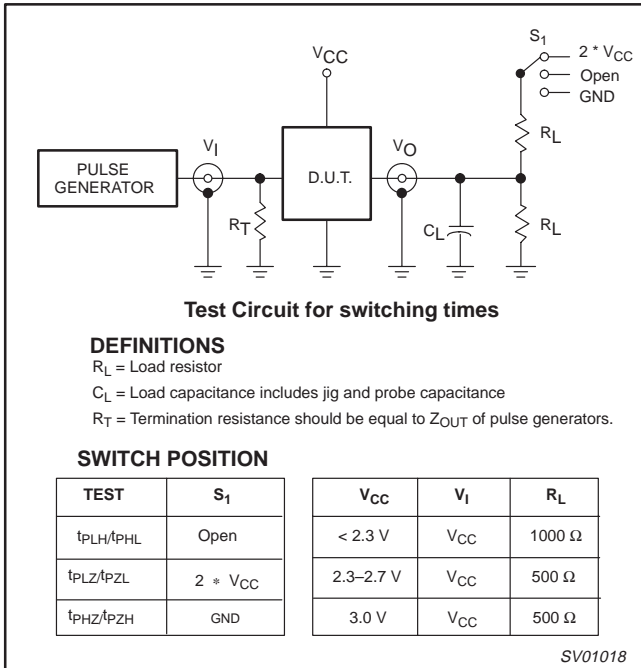 S1
2 * VCC
Open
GND
VCC
RL
VI
VO
PULSE
GENERATOR
D.U.T.
RT
CL
RL
Test Circuit for switching times
DEFINITIONS
RL = Load resistor
CL = Load capacitance includes jig and probe capacitance
RT = Termination resistance should be equal to ZOUT of pulse generators.
SWITCH POSITION
TEST S1
tPLH/tPHL Open
tPLZ/tPZL 2 * VCC
tPHZ/tPZH GND
VCC VI RL
< 2.3 V VCC 1000 Ω
2.3–2.7 V VCC 500 Ω
3.0 V VCC 500 Ω
SV01018